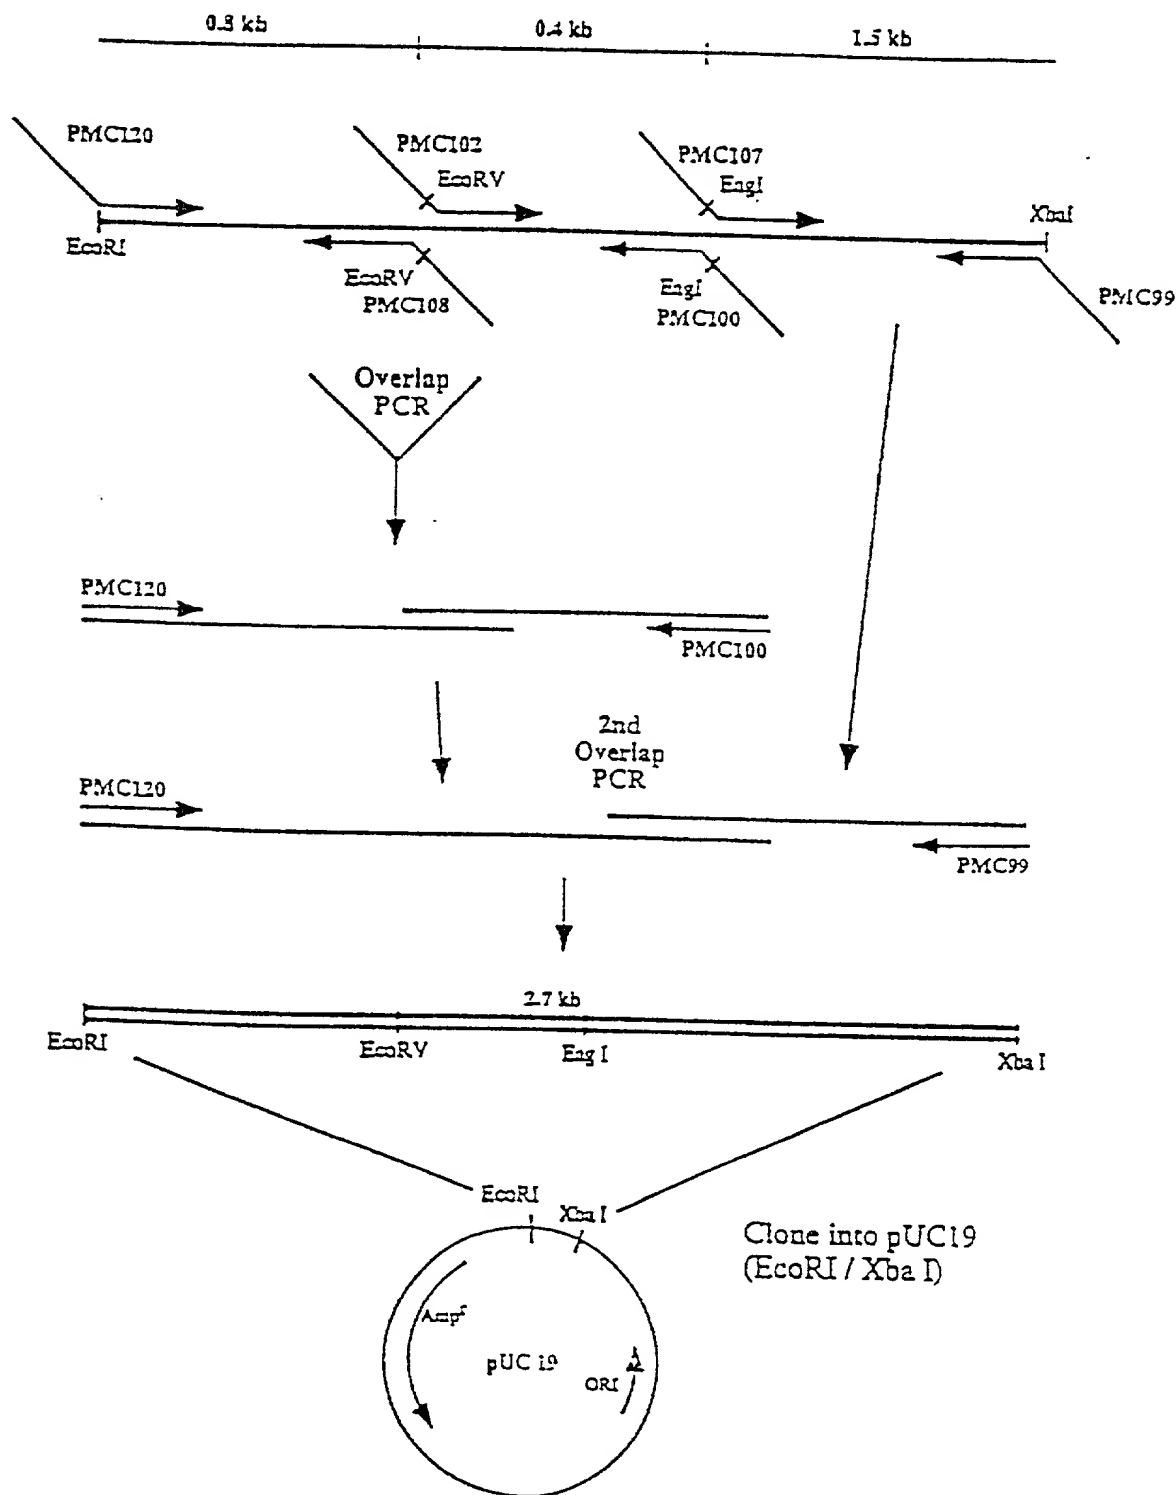 0.8 kb
0.4 kb
1.5 kb
PMC120
PMC102
EcoRV
PMC107
EagI
XbaI
EcoRI
EcoRV
PMC108
EagI
PMC100
PMC99
Overlap
PCR
PMC120
PMC100
2nd
Overlap
PCR
PMC120
PMC99
2.7 kb
EcoRI
EcoRV
Eag I
Xba I
EcoRI
Xba I
Clone into pUC19
(EcoRI / Xba I)
Ampr
pUC 19
ORI